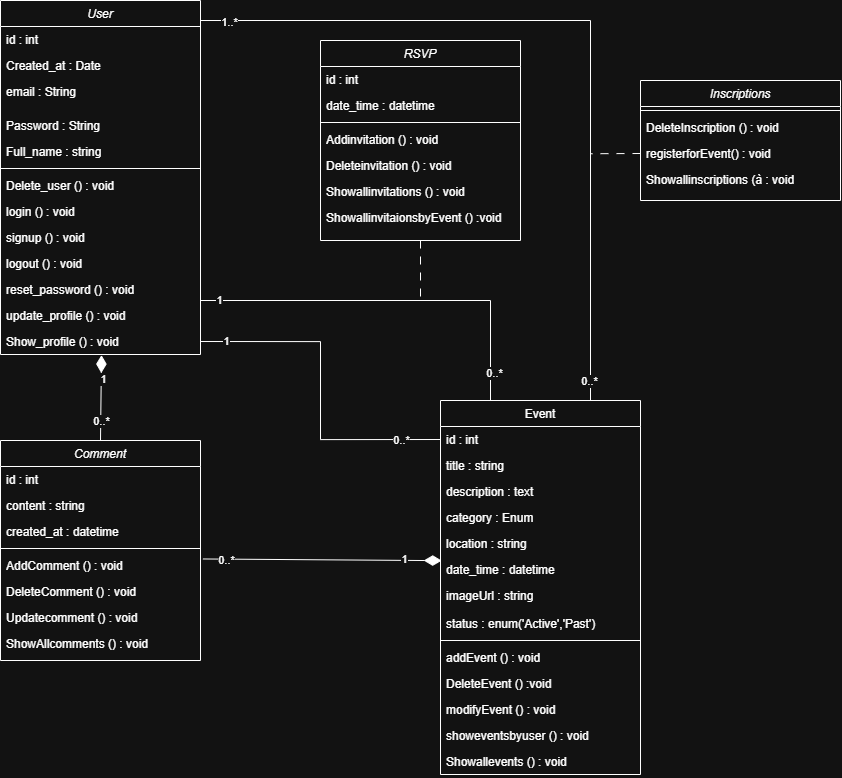 User
id : int
Created_at : Date
email : String
Password : String
Full_name : string
Delete_user () : void
login () : void
signup () : void
logout () : void
reset_password () : void
update_profile () : void
Show_profile () : void
1..*
RSVP
id : int
date_time : datetime
Addinvitation () : void
Deleteinvitation () : void
Showallinvitations () : void
ShowallinvitaionsbyEvent () :void
Inscriptions
DeleteInscription () : void
registerforEvent() : void
Showallinscriptions (à : void
1
1
0..*
0..*
0..*
1
0..*
Comment
id : int
content : string
created_at : datetime
AddComment () : void
DeleteComment () : void
Updatecomment () : void
ShowAllcomments () : void
0..*
1
Event
id : int
title : string
description : text
category : Enum
location : string
date_time : datetime
imageUrl : string
status : enum('Active','Past')
addEvent () : void
DeleteEvent () :void
modifyEvent () : void
showeventsbyuser () : void
Showallevents () : void